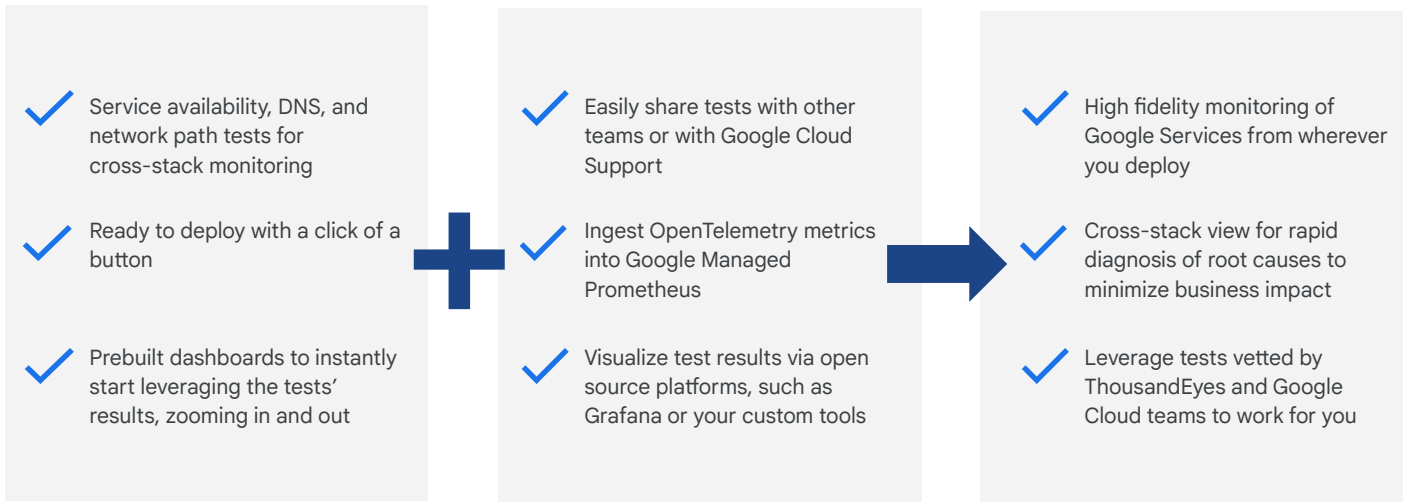 Service availability, DNS, and
network path tests for
cross-stack monitoring
Ready to deploy with a click of a
button
Prebuilt dashboards to instantly
start leveraging the tests’
results, zooming in and out
Easily share tests with other
teams or with Google Cloud
Support
Ingest OpenTelemetry metrics
into Google Managed
Prometheus
Visualize test results via open
source platforms, such as
Grafana or your custom tools
High fidelity monitoring of
Google Services from wherever
you deploy
Cross-stack view for rapid
diagnosis of root causes to
minimize business impact
Leverage tests vetted by
ThousandEyes and Google
Cloud teams to work for you